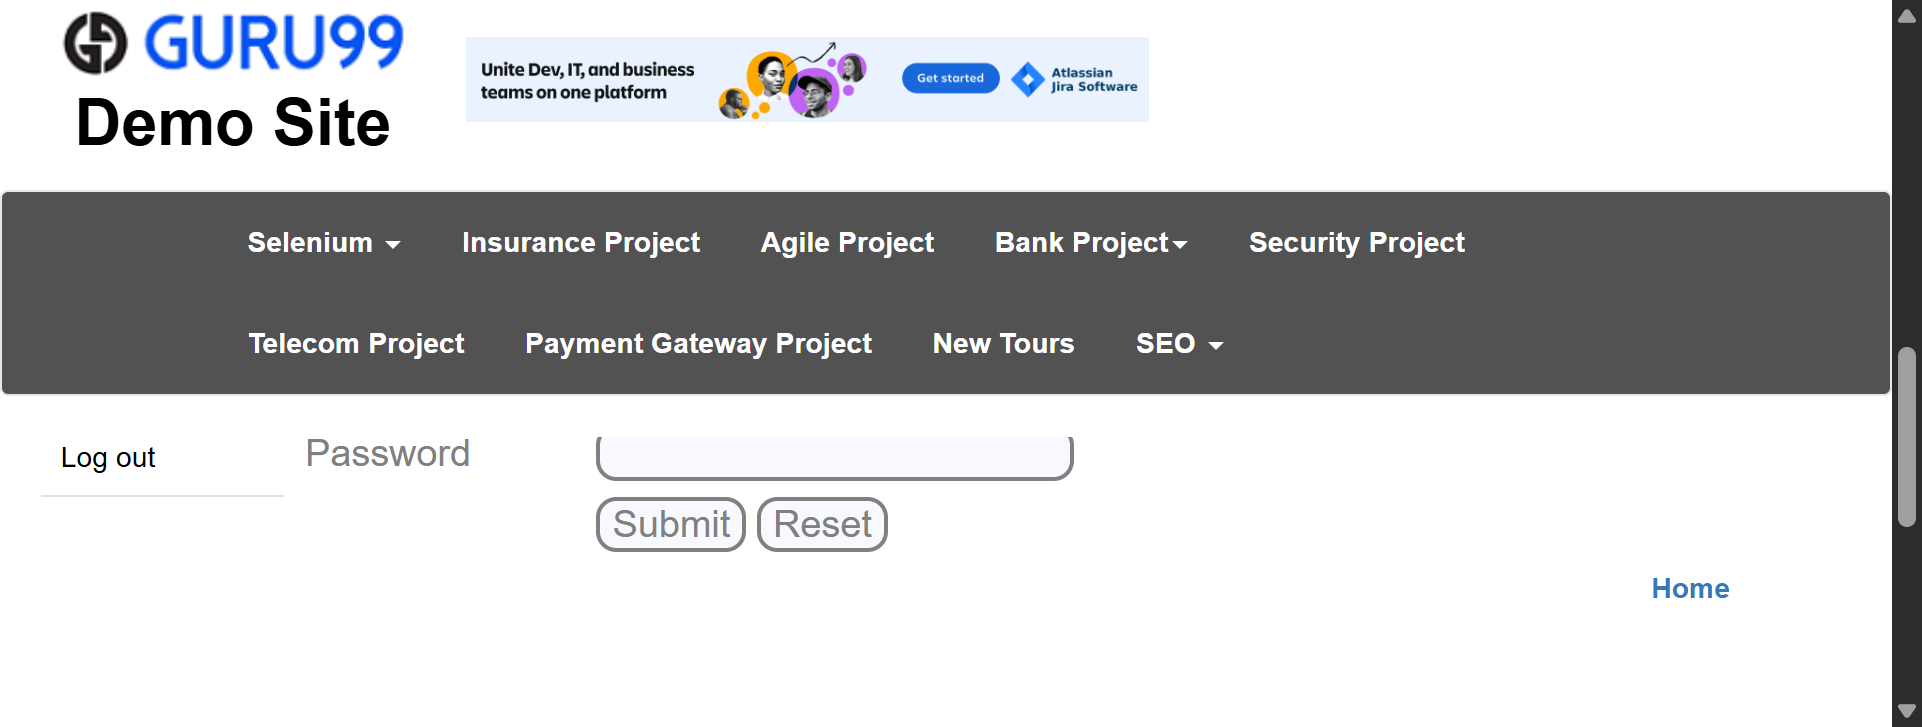 GURU99
Demo Site
Unite Dev, IT, and business
teams on one platform
Get started
Atlassian
Jira Software
Selenium
Insurance Project
Agile Project
Bank Project
Security Project
Telecom Project
Payment Gateway Project
New Tours
SEO
Log out
Password
Submit
Reset
Home